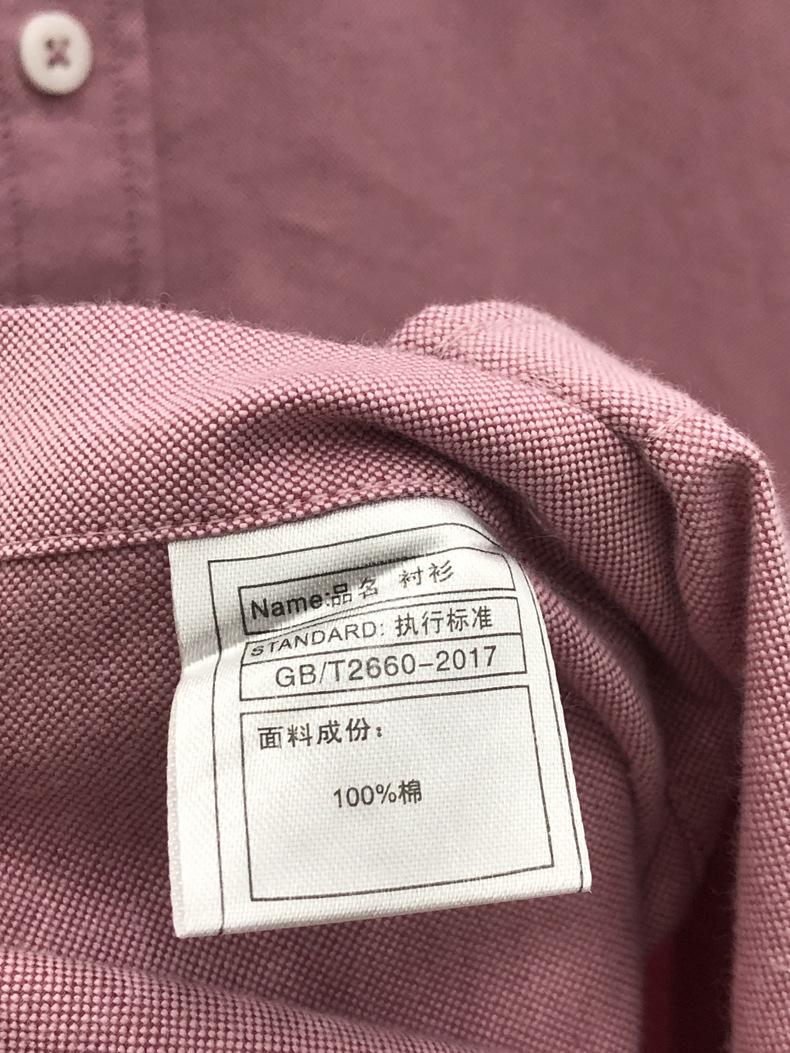 Name:品名 衬衫
STANDARD: 执行标准
GB/T2660-2017
面料成份：
100%棉